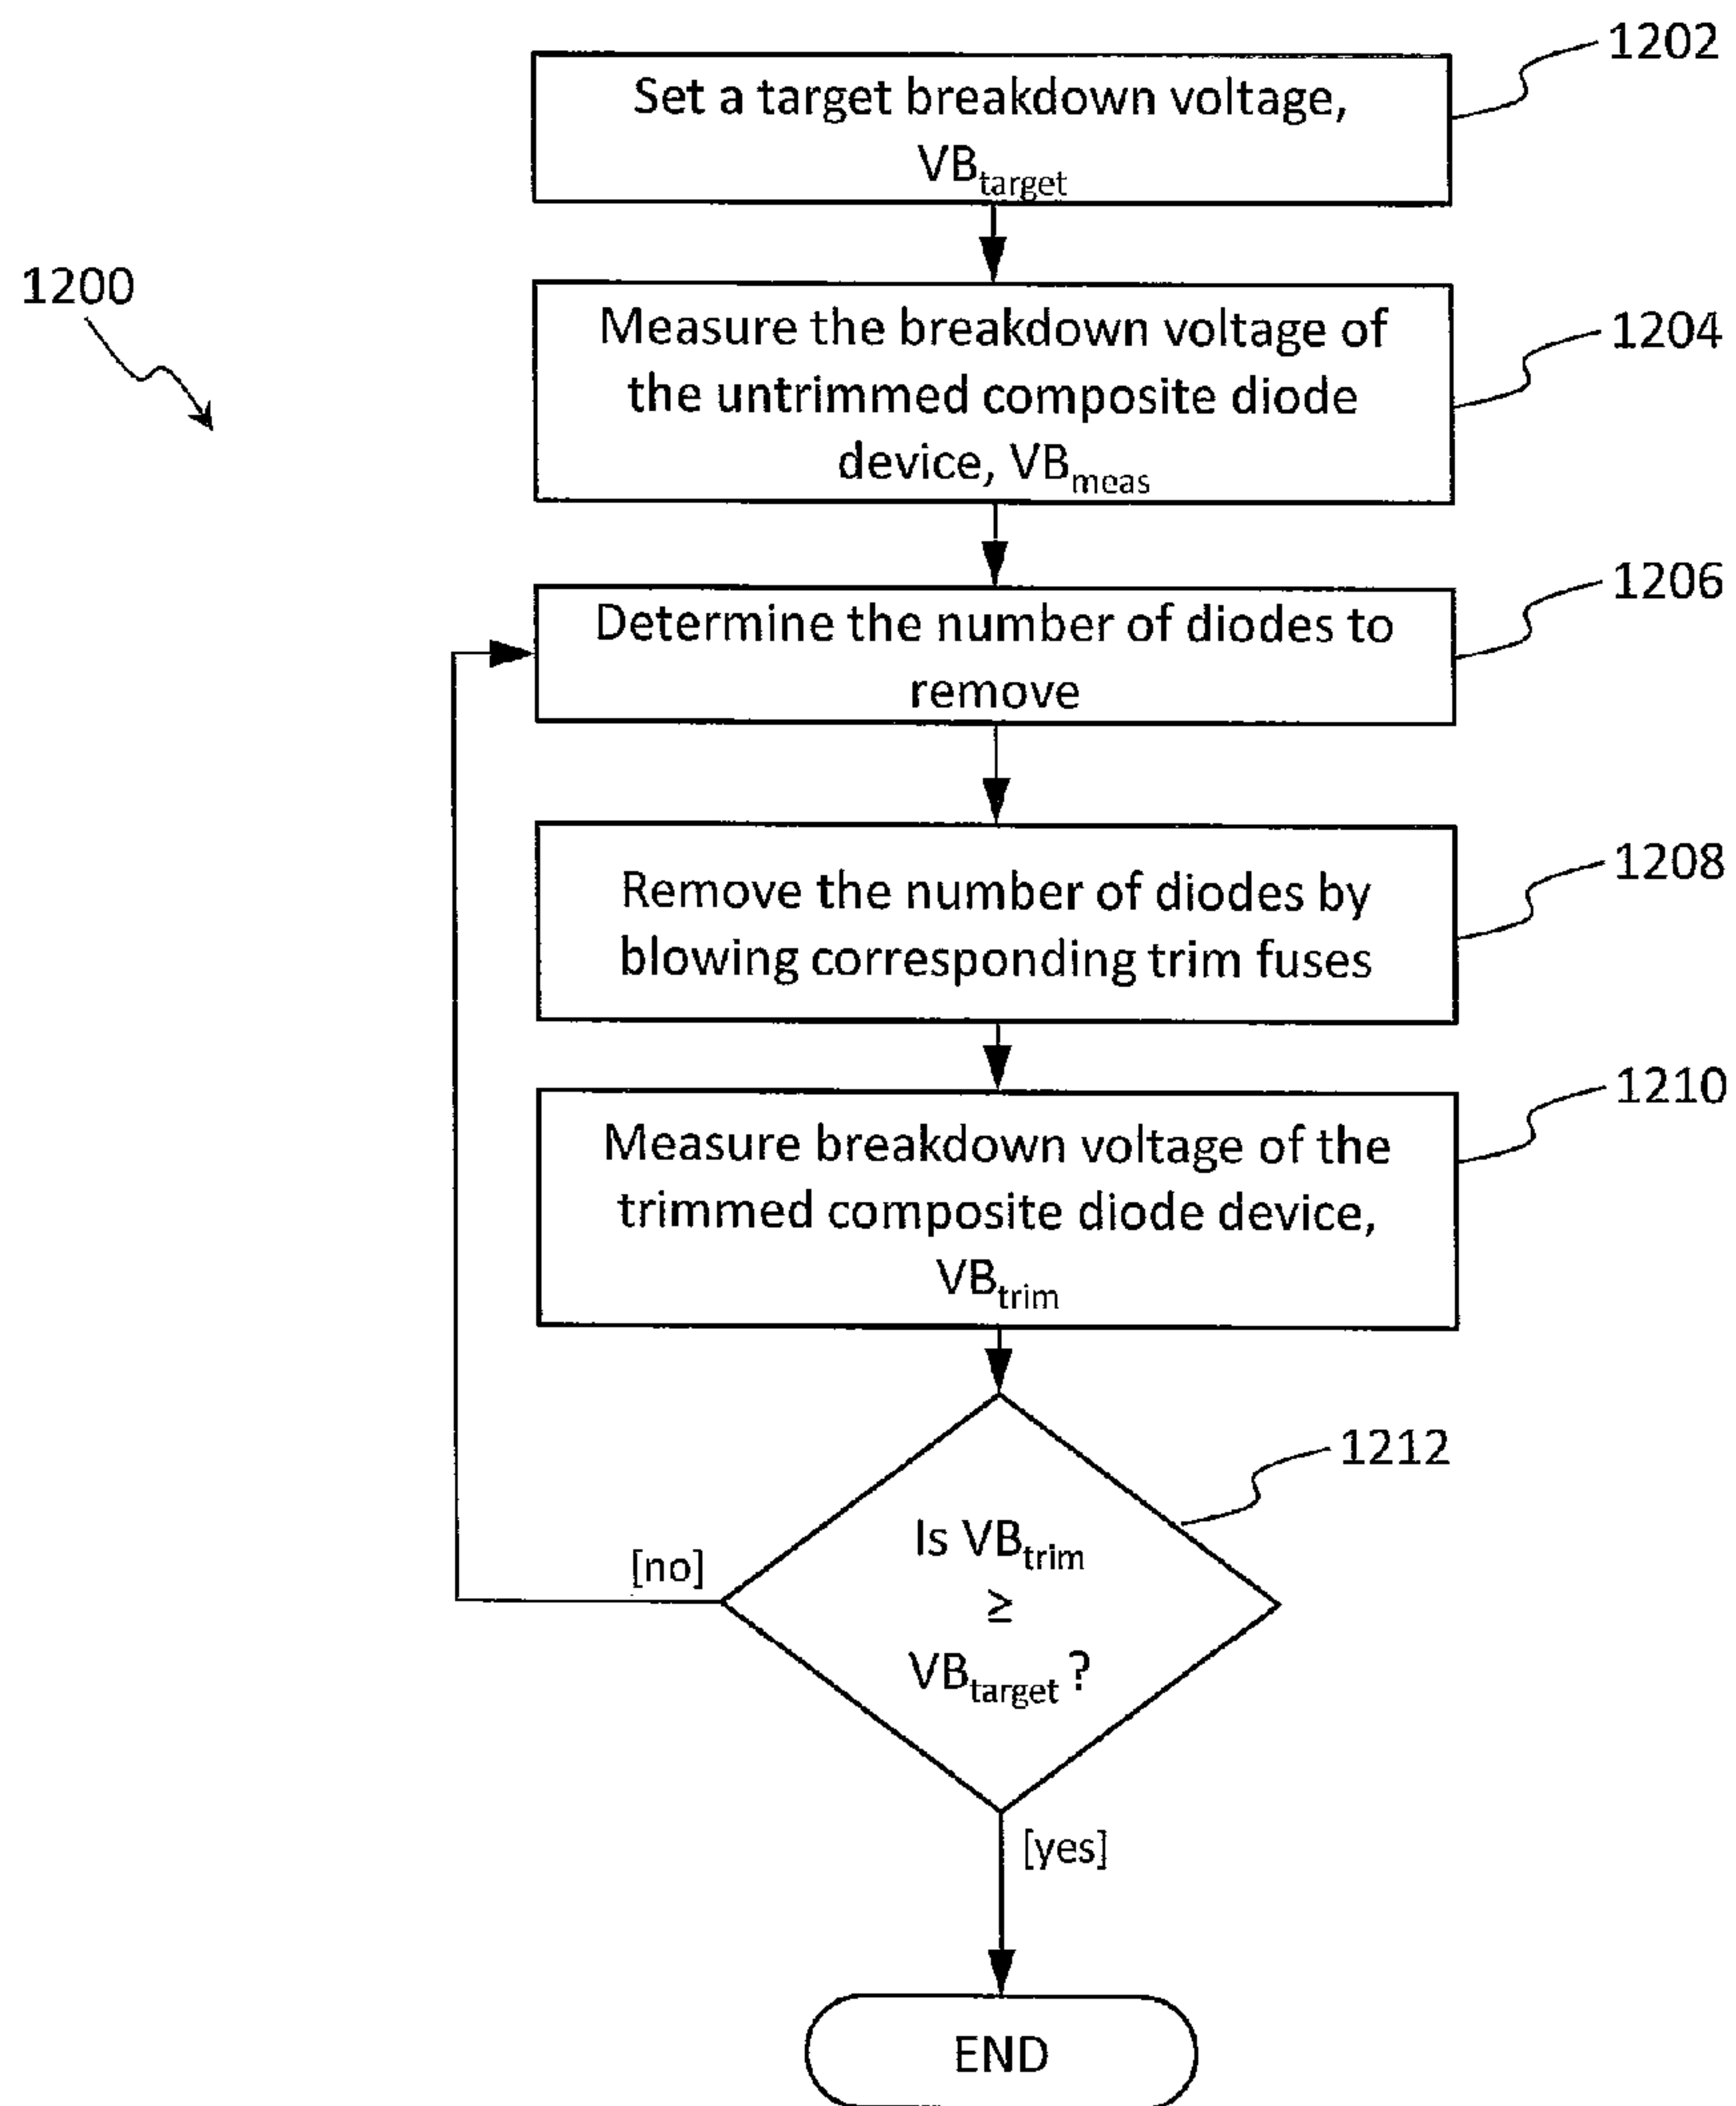 1202
Set a target breakdown voltage,
VBtarget
1200
Measure the breakdown voltage of
the untrimmed composite diode
device, VBmeas
1204
Determine the number of diodes to
remove
1206
Remove the number of diodes by
blowing corresponding trim fuses
1208
Measure breakdown voltage of the
trimmed composite diode device,
VBtrim
1210
1212
Is VBtrim
≥
VBtarget ?
[no]
[yes]
END